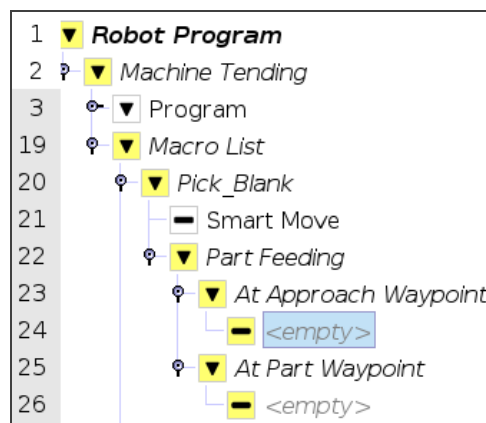 1 Robot Program
2 Machine Tending
3 Program
19 Macro List
20 Pick_Blank
21 Smart Move
22 Part Feeding
23 At Approach Waypoint
24 <empty>
25 At Part Waypoint
26 <empty>